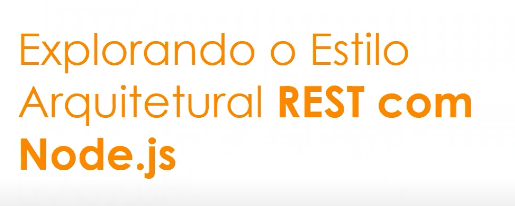 Explorando o Estilo
Arquitetural REST com
Node.js